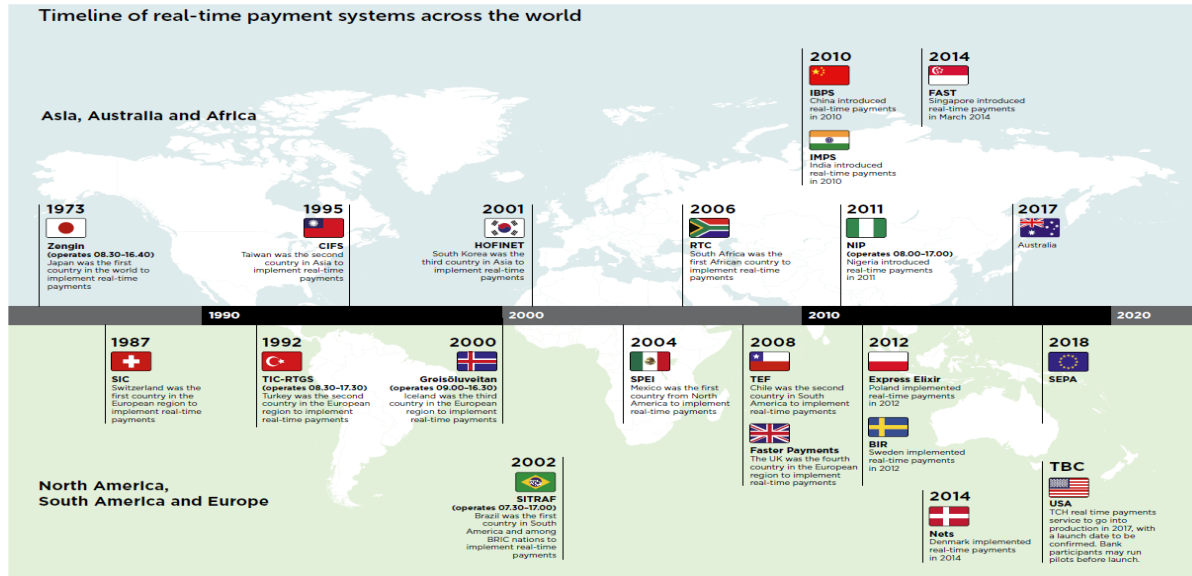 Timeline of real-time payment systems across the world
Asia, Australia and Africa
2010
IBPS
China introduced
real-time payments
in 2010
IMPS
India introduced
real-time payments
in 2010
2014
FAST
Singapore introduced
real-time payments
in March 2014
1973
Zengin
(operates 08.30–16.40)
Japan was the first
country in the world to
implement real-time
payments
1995
CIFS
Taiwan was the second
country in Asia to
implement real-time
payments
2001
HOFINET
South Korea was the
third country in Asia to
implement real-time
payments
2006
RTC
South Africa was the
first African country to
implement real-time
payments
2011
NIP
(operates 08.00–17.00)
Nigeria introduced
real-time payments
in 2011
2017
Australia
1990
2000
2010
2020
1987
SIC
Switzerland was the
first country in the
European region to
implement real-time
payments
1992
TIC-RTGS
(operates 08.30–17.30)
Turkey was the second
country in the European
region to implement
real-time payments
2000
Greisöluveitan
(operates 09.00–16.30)
Iceland was the third
country in the European
region to implement
real-time payments
2004
SPEI
Mexico was the first
country from North
America to implement
real-time payments
2008
TEF
Chile was the second
country in South
America to implement
real-time payments
Faster Payments
The UK was the fourth
country in the European
region to implement
real-time payments
2012
Express Elixir
Poland implemented
real-time payments
in 2012
BIR
Sweden implemented
real-time payments
in 2012
2018
SEPA
North America,
South America and Europe
2002
SITRAF
(operates 07.30–17.00)
Brazil was the first
country in South
America and among
BRIC nations to
implement real-time
payments
2014
Nets
Denmark implemented
real-time payments
in 2014
TBC
USA
TCH real time payments
service to go into
production in 2017, with
a launch date to be
confirmed. Bank
participants may run
pilots before launch.